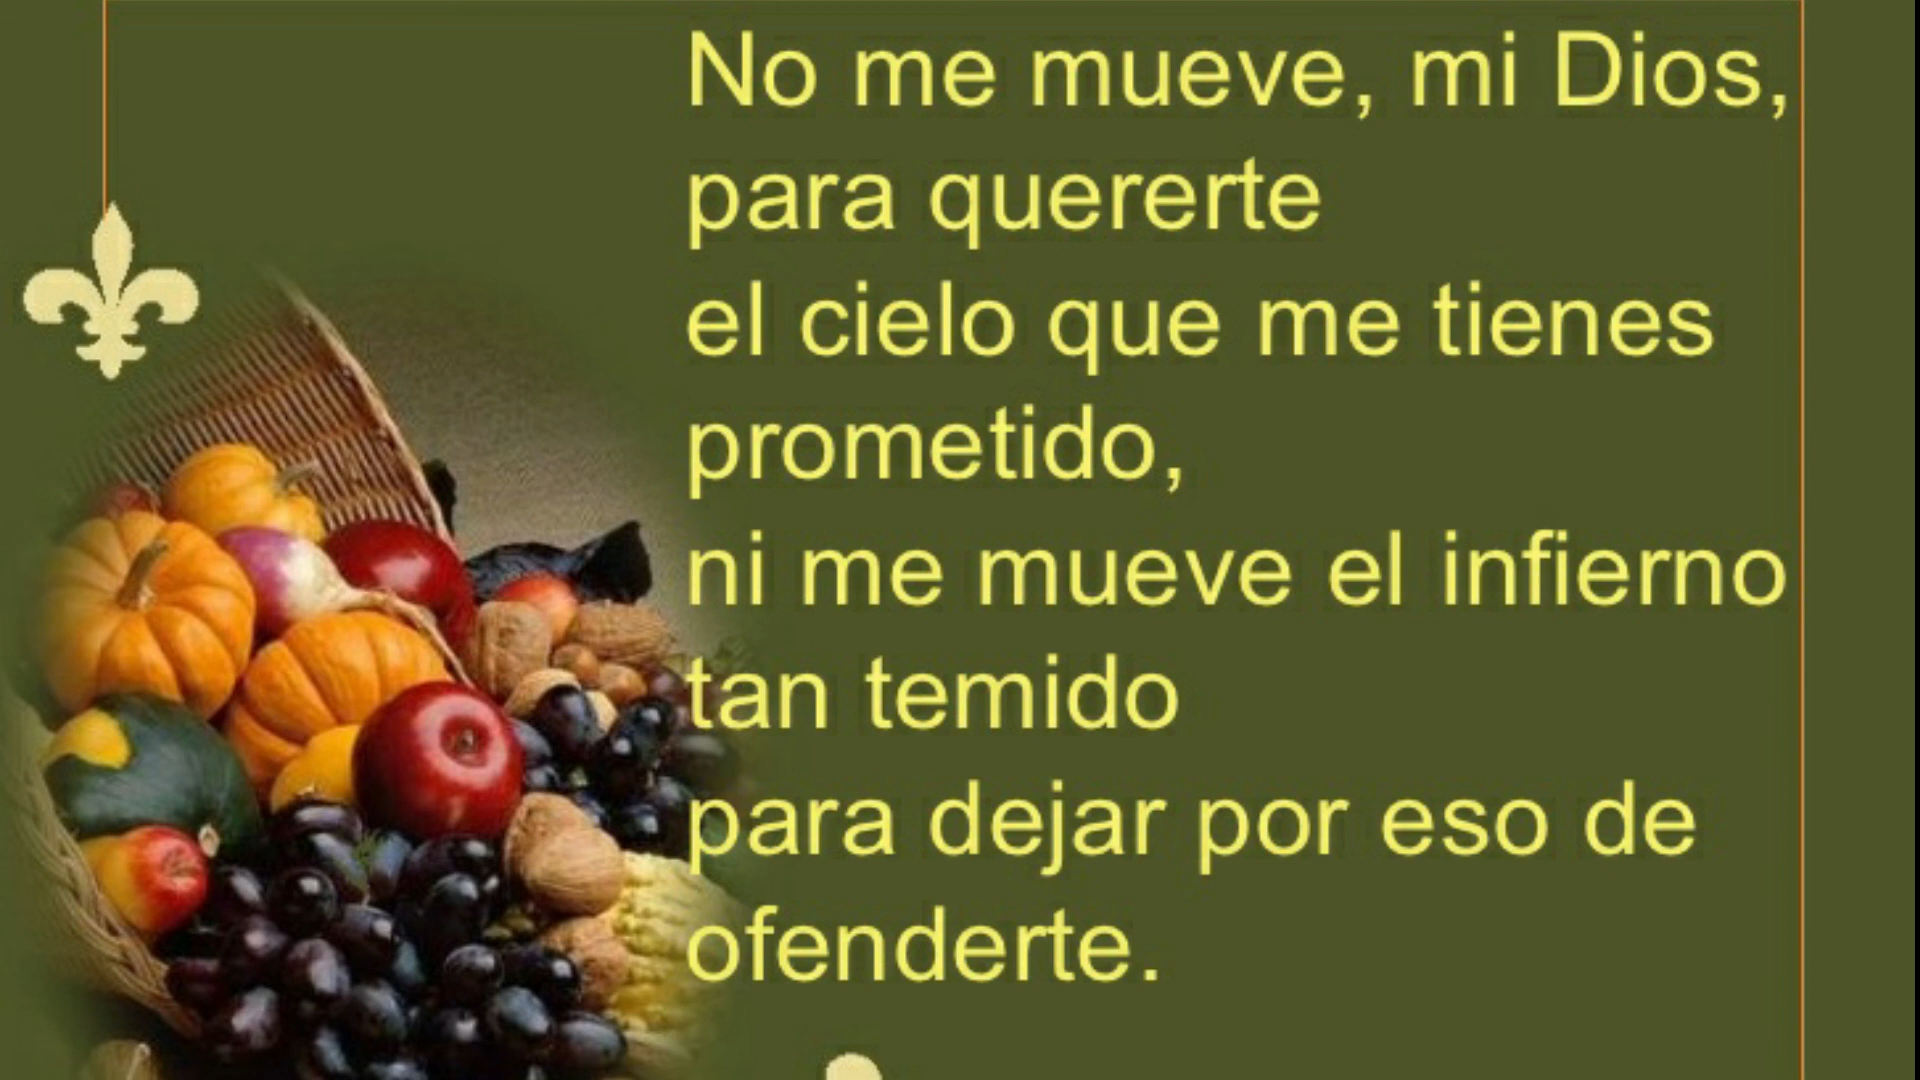 No me mueve, mi Dios,
para quererte
el cielo que me tienes
prometido,
ni me mueve el infierno
tan temido
para dejar por eso de
ofenderte.